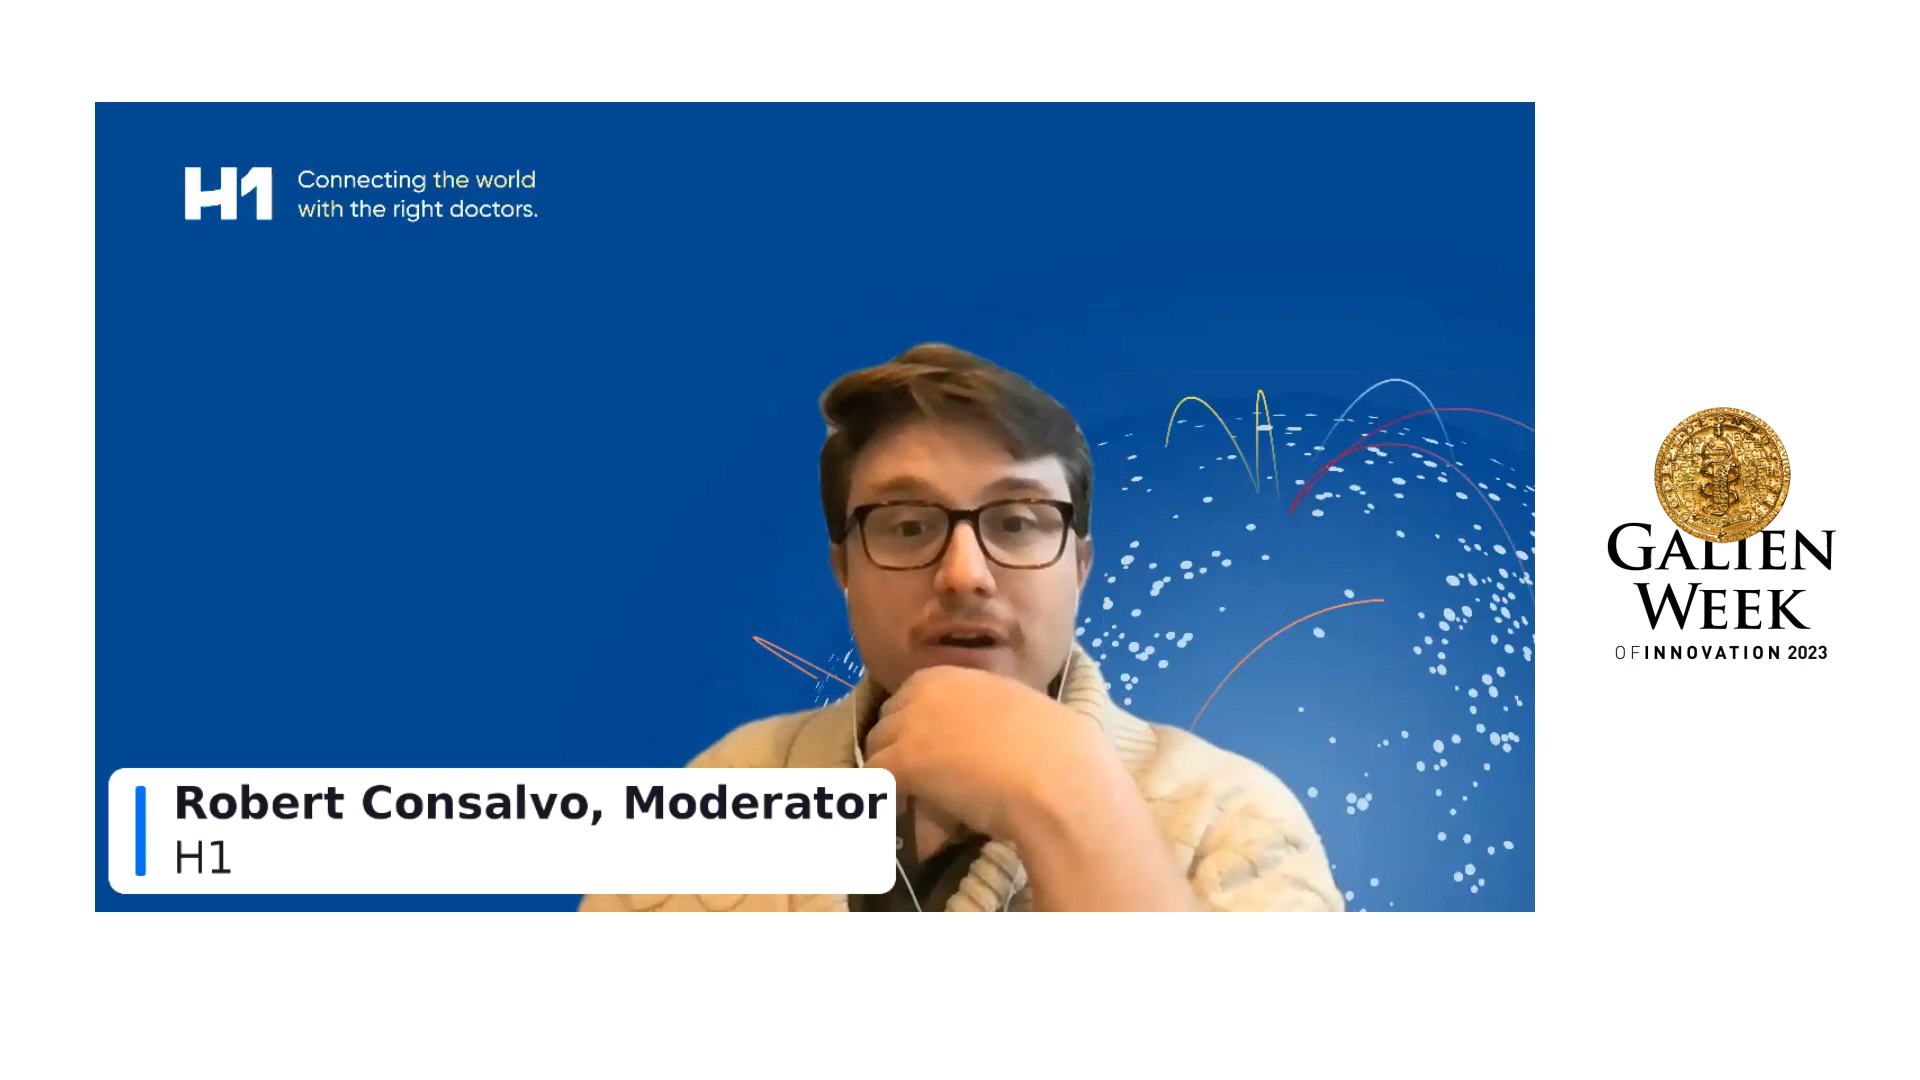 H1
Connecting the world
with the right doctors.
Robert Consalvo, Moderator
H1
GALIEN
WEEK
OF INNOVATION 2023